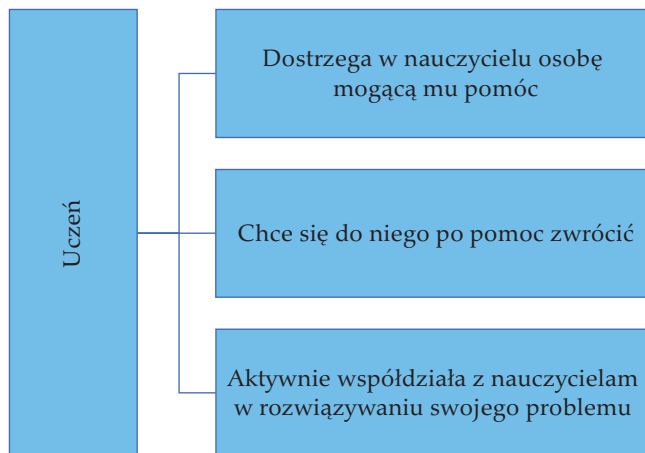 Uczeń
Dostrzega w nauczycielu osobę
mogącą mu pomóc
Chce się do niego po pomoc zwrócić
Aktywnie współdziała z nauczycielam
w rozwiązywaniu swojego problemu